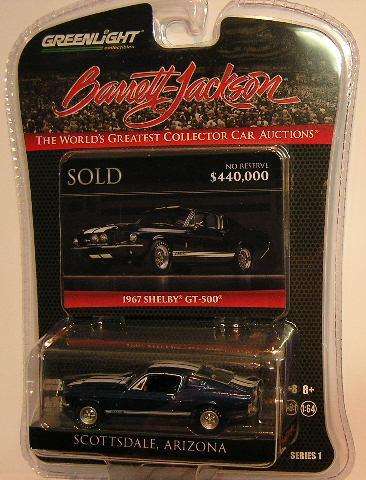 GREENLIGHT
collectibles
Barrett-Jackson
THE WORLD'S GREATEST COLLECTOR CAR AUCTIONS®
SOLD
NO RESERVE
$440,000
1967 SHELBY® GT-500®
8+
1:64
SCOTTSDALE, ARIZONA
SERIES 1